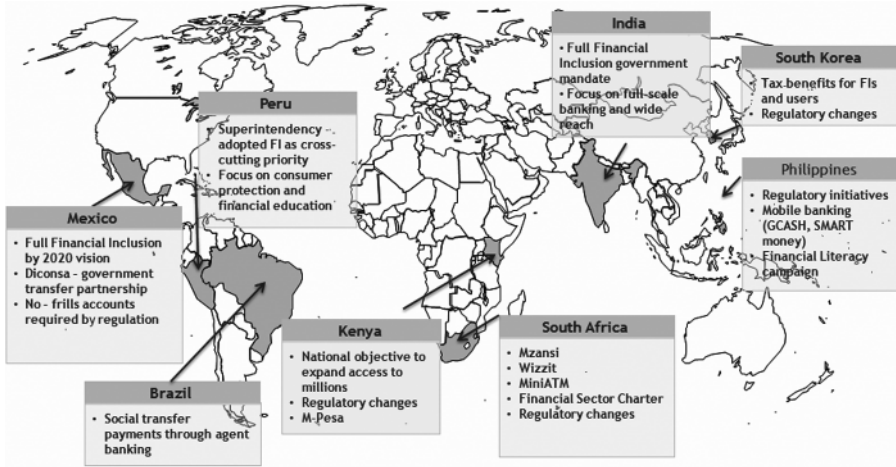 India
• Full Financial
Inclusion government
mandate
• Focus on full-scale
banking and wide
reach
South Korea
• Tax benefits for FIs
and users
• Regulatory changes
Peru
• Superintendency
adopted FI as cross-
cutting priority
• Focus on consumer
protection and
financial education
Philippines
• Regulatory initiatives
• Mobile banking
(GCASH, SMART
money)
• Financial Literacy
campaign
Mexico
• Full Financial Inclusion
by 2020 vision
• Diconsa - government
transfer partnership
• No - frills accounts
required by regulation
Kenya
• National objective to
expand access to
millions
• Regulatory changes
• M-Pesa
South Africa
• Mzansi
• Wizzit
• MiniATM
• Financial Sector Charter
• Regulatory changes
Brazil
• Social transfer
payments through agent
banking